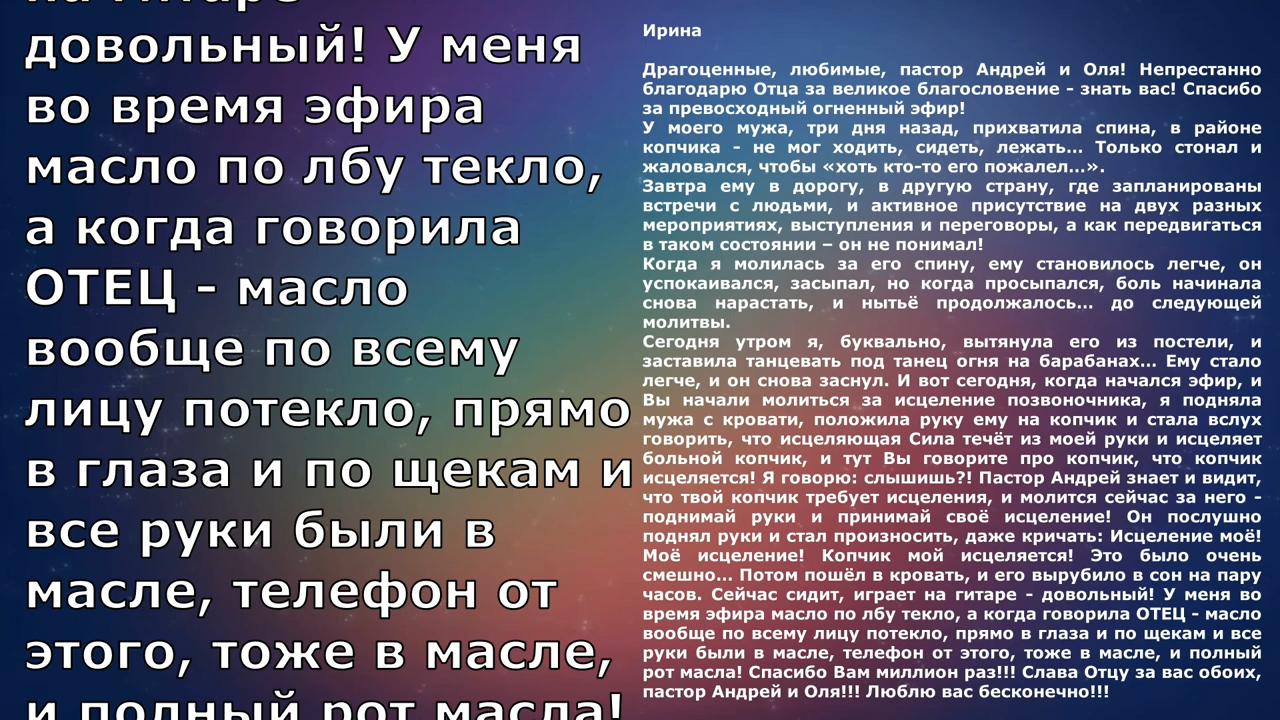 на гитаре
довольный! У меня
во время эфира
масло по лбу текло,
а когда говорила
ОТЕЦ - масло
вообще по всему
лицу потекло, прямо
в глаза и по щекам и
все руки были в
масле, телефон от
этого, тоже в масле,
и полный рот масла!
Ирина
Драгоценные, любимые, пастор Андрей и Оля! Непрестанно
благодарю Отца за великое благословение - знать вас! Спасибо
за превосходный огненный эфир!
У моего мужа, три дня назад, прихватила спина, в районе
копчика - не мог ходить, сидеть, лежать... Только стонал и
жаловался, чтобы «хоть кто-то его пожалел...».
Завтра ему в дорогу, в другую страну, где запланированы
встречи с людьми, и активное присутствие на двух разных
мероприятиях, выступления и переговоры, а как передвигаться
в таком состоянии – он не понимал!
Когда я молилась за его спину, ему становилось легче, он
успокаивался, засыпал, но когда просыпался, боль начинала
снова нарастать, и нытьё продолжалось... до следующей
молитвы.
Сегодня утром я, буквально, вытянула его из постели, и
заставила танцевать под танец огня на барабанах... Ему стало
легче, и он снова заснул. И вот сегодня, когда начался эфир, и
Вы начали молиться за исцеление позвоночника, я подняла
мужа с кровати, положила руку ему на копчик и стала вслух
говорить, что исцеляющая Сила течёт из моей руки и исцеляет
больной копчик, и тут Вы говорите про копчик, что копчик
исцеляется! Я говорю: слышишь?! Пастор Андрей знает и видит,
что твой копчик требует исцеления, и молится сейчас за него -
поднимай руки и принимай своё исцеление! Он послушно
поднял руки и стал произносить, даже кричать: Исцеление моё!
Моё исцеление! Копчик мой исцеляется! Это было очень
смешно... Потом пошёл в кровать, и его вырубило в сон на пару
часов. Сейчас сидит, играет на гитаре - довольный! У меня во
время эфира масло по лбу текло, а когда говорила ОТЕЦ - масло
вообще по всему лицу потекло, прямо в глаза и по щекам и все
руки были в масле, телефон от этого, тоже в масле, и полный
рот масла! Спасибо Вам миллион раз!!! Слава Отцу за вас обоих,
пастор Андрей и Оля!!! Люблю вас бесконечно!!!